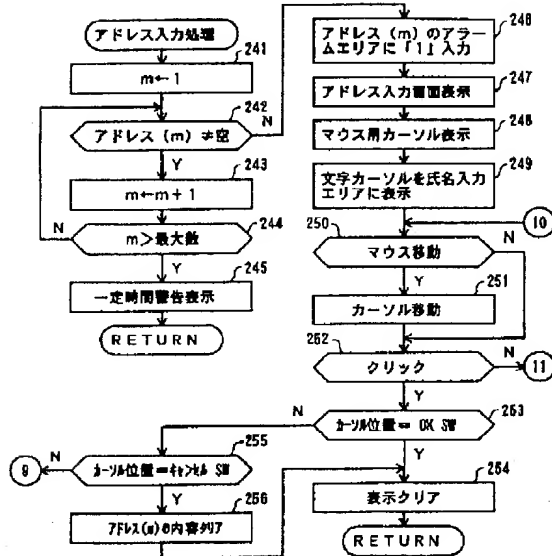 アドレス入力処理
241
m←1
242
アドレス (m) ≠空
N
Y
243
m←m+1
244
N
m>最大数
Y
245
一定時間警告表示
RETURN
246
アドレス (m) のアラー
ムエリアに「1」入力
247
アドレス入力画面表示
248
マウス用カーソル表示
249
文字カーソルを氏名入力
エリアに表示
10
250
N
マウス移動
Y
251
カーソル移動
252
N
クリック
11
Y
253
N
カーソル位置= OK SW
Y
254
表示クリア
RETURN
255
N
9
カーソル位置=キャンセル SW
Y
256
アドレス(m)の内容クリア